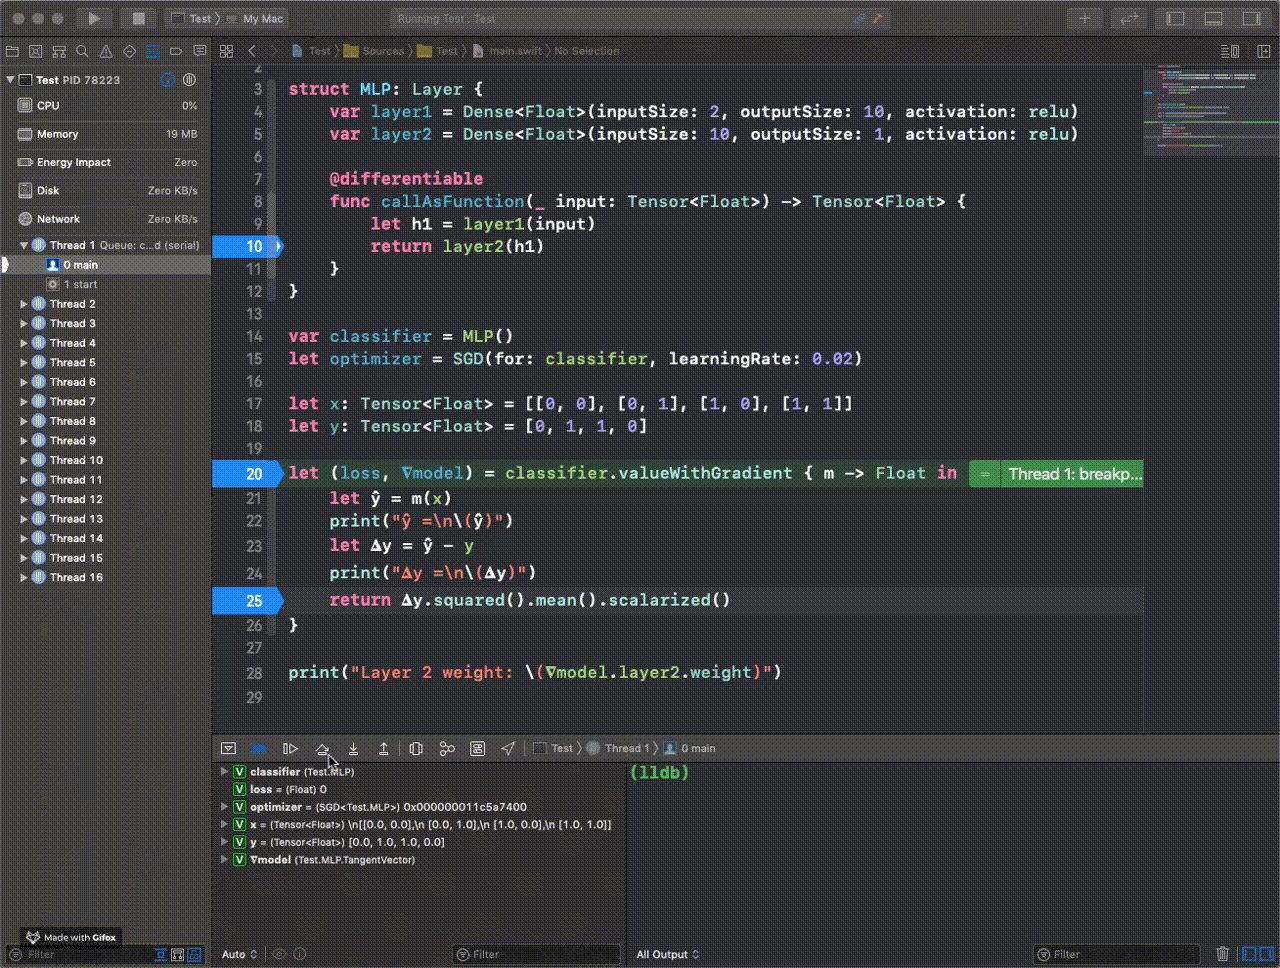 Test 〉 My Mac
Running Test : Test
Test 〉 Sources 〉 Test 〉 main.swift 〉 No Selection
Test PID 78223
CPU 0%
Memory 19 MB
Energy Impact Zero
Disk Zero KB/s
Network Zero KB/s
Thread 1 Queue: c...d (serial)
0 main
1 start
Thread 2
Thread 3
Thread 4
Thread 5
Thread 6
Thread 7
Thread 8
Thread 9
Thread 10
Thread 11
Thread 12
Thread 13
Thread 14
Thread 15
Thread 16
Made with Gifox
Filter
2
3 struct MLP: Layer {
4 var layer1 = Dense<Float>(inputSize: 2, outputSize: 10, activation: relu)
5 var layer2 = Dense<Float>(inputSize: 10, outputSize: 1, activation: relu)
6
7 @differentiable
8 func callAsFunction(_ input: Tensor<Float>) -> Tensor<Float> {
9 let h1 = layer1(input)
10 return layer2(h1)
11 }
12 }
13
14 var classifier = MLP()
15 let optimizer = SGD(for: classifier, learningRate: 0.02)
16
17 let x: Tensor<Float> = [[0, 0], [0, 1], [1, 0], [1, 1]]
18 let y: Tensor<Float> = [0, 1, 1, 0]
19
20 let (loss, ∇model) = classifier.valueWithGradient { m -> Float in = Thread 1: breakp...
21 let ŷ = m(x)
22 print("ŷ =\n\(ŷ)")
23 let Δy = ŷ - y
24 print("Δy =\n\(Δy)")
25 return Δy.squared().mean().scalarized()
26 }
27
28 print("Layer 2 weight: \(∇model.layer2.weight)")
29
Test 〉 Thread 1 〉 0 main
V classifier (Test.MLP)
V loss = (Float) 0
V optimizer = (SGD<Test.MLP>) 0x000000011c5a7400
V x = (Tensor<Float>) \n[[0.0, 0.0],\n [0.0, 1.0],\n [1.0, 0.0],\n [1.0, 1.0]]
V y = (Tensor<Float>) [0.0, 1.0, 1.0, 0.0]
V ∇model (Test.MLP.TangentVector)
Auto
Filter
(lldb)
All Output
Filter